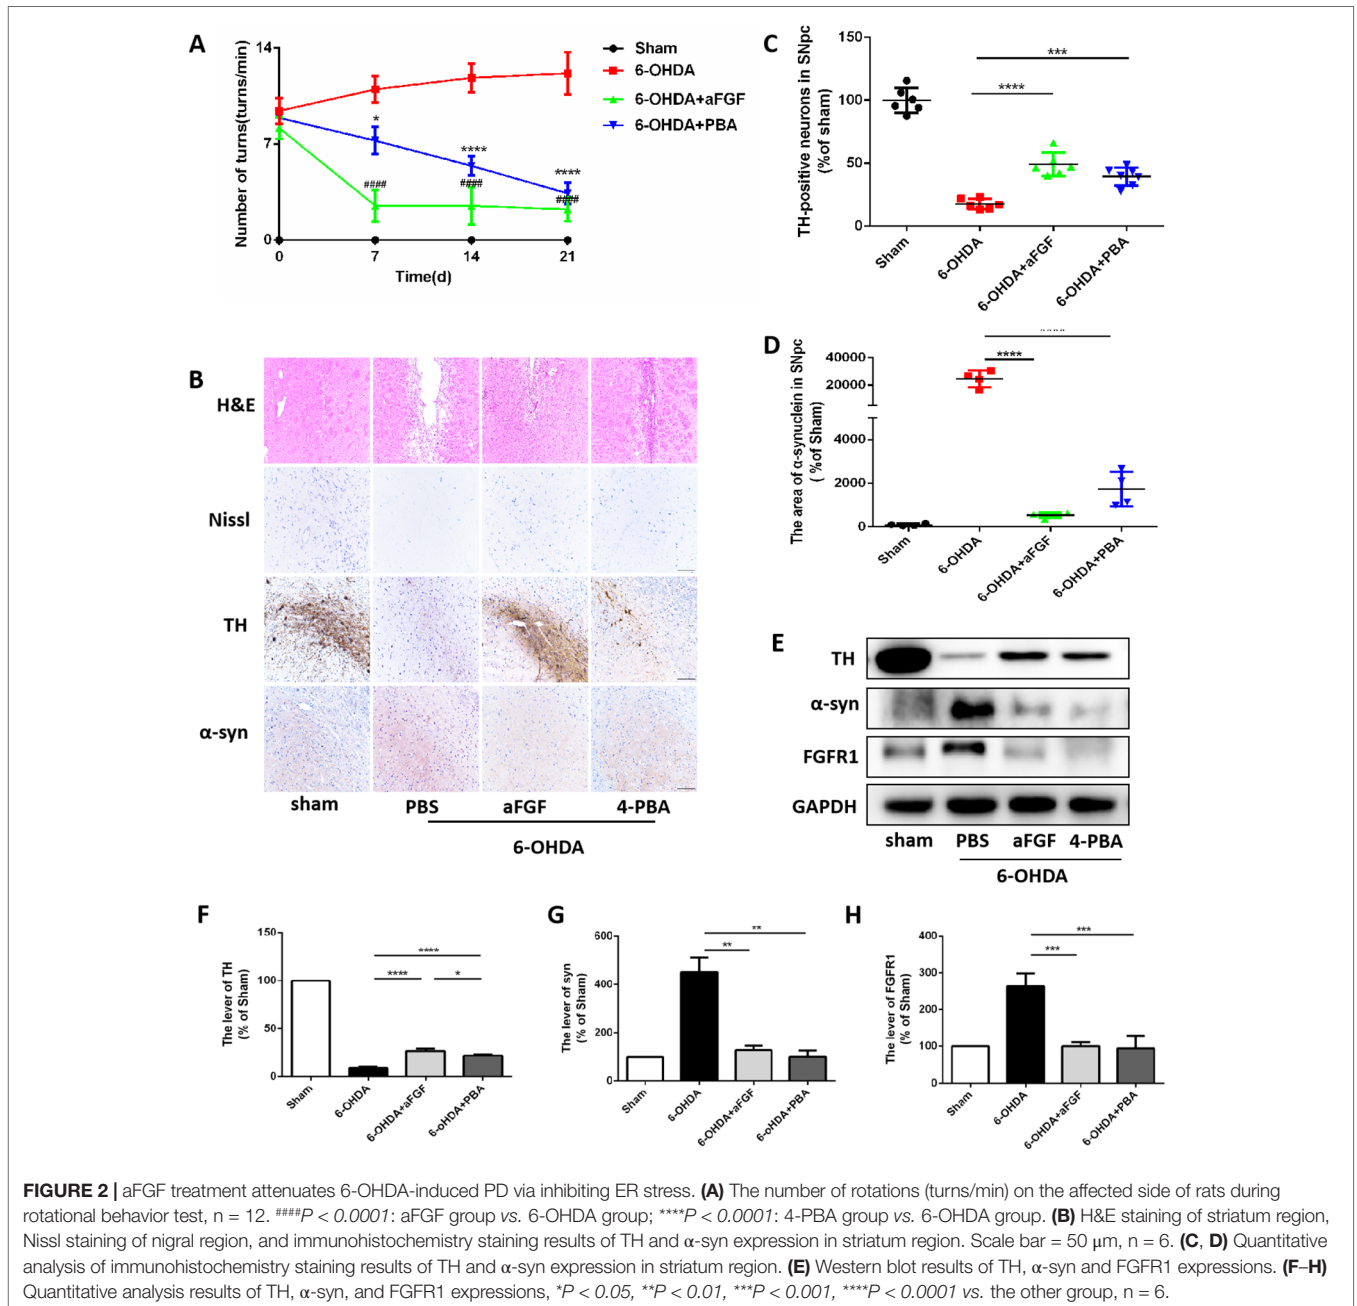 A
Number of turns(turns/min)
14
7
0
0 7 14 21
Time(d)
*
****
****
####
####
####
Sham
6-OHDA
6-OHDA+aFGF
6-OHDA+PBA
C
TH-positive neurons in SNpc
(%of sham)
150
100
50
0
***
****
Sham
6-OHDA
6-OHDA+aFGF
6-OHDA+PBA
B
H&E
Nissl
TH
α-syn
sham PBS aFGF 4-PBA
6-OHDA
D
The area of α-synuclein in SNpc
( %of Sham)
40000
20000
4000
2000
0
****
****
Sham
6-OHDA
6-OHDA+aFGF
6-OHDA+PBA
E
TH
α-syn
FGFR1
GAPDH
sham PBS aFGF 4-PBA
6-OHDA
F
The lever of TH
(% of Sham)
150
100
50
0
****
**** *
Sham
6-OHDA
6-OHDA+aFGF
6-oHDA+PBA
G
The lever of syn
(% of Sham)
600
400
200
0
**
**
Sham
6-OHDA
6-OHDA+aFGF
6-oHDA+PBA
H
The lever of FGFR1
(% of Sham)
400
300
200
100
0
***
***
Sham
6-OHDA
6-OHDA+aFGF
6-OHDA+PBA
FIGURE 2 | aFGF treatment attenuates 6-OHDA-induced PD via inhibiting ER stress. (A) The number of rotations (turns/min) on the affected side of rats during
rotational behavior test, n = 12. ####P < 0.0001: aFGF group vs. 6-OHDA group; ****P < 0.0001: 4-PBA group vs. 6-OHDA group. (B) H&E staining of striatum region,
Nissl staining of nigral region, and immunohistochemistry staining results of TH and α-syn expression in striatum region. Scale bar = 50 μm, n = 6. (C, D) Quantitative
analysis of immunohistochemistry staining results of TH and α-syn expression in striatum region. (E) Western blot results of TH, α-syn and FGFR1 expressions. (F–H)
Quantitative analysis results of TH, α-syn, and FGFR1 expressions, *P < 0.05, **P < 0.01, ***P < 0.001, ****P < 0.0001 vs. the other group, n = 6.